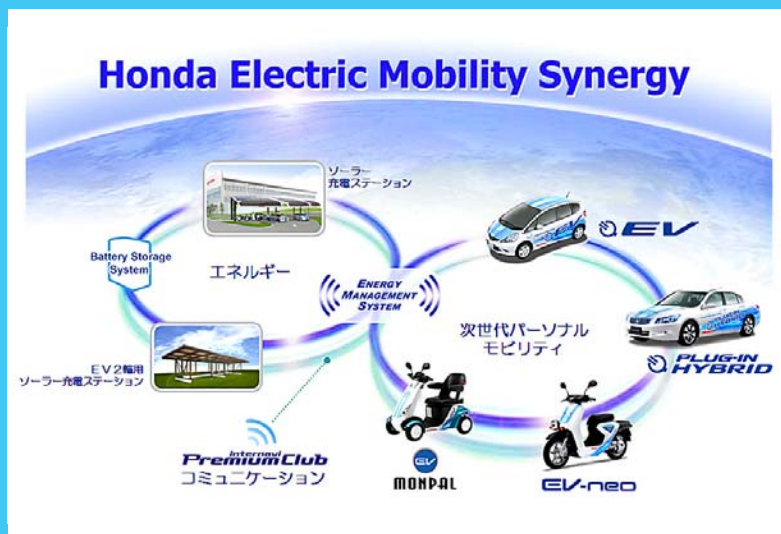 Honda Electric Mobility Synergy
ソーラー
充電ステーション
EV
Battery Storage
System
エネルギー
ENERGY
MANAGEMENT
SYSTEM
次世代パーソナル
モビリティ
PLUG-IN
HYBRID
EV2輪用
ソーラー充電ステーション
internavi
PremiumClub
コミュニケーション
EV
MONPAL
EV-neo